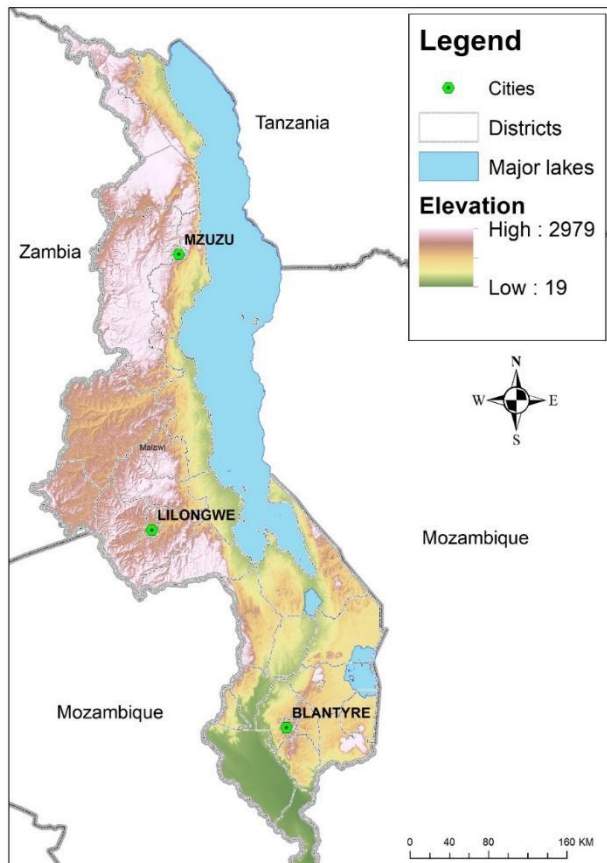 Legend
Cities
Districts
Major lakes
Elevation
High : 2979
Low : 19
Tanzania
Zambia
MZUZU
N
W E
S
LILONGWE
Mozambique
Mozambique
BLANTYRE
0 40 80 120 160 KM